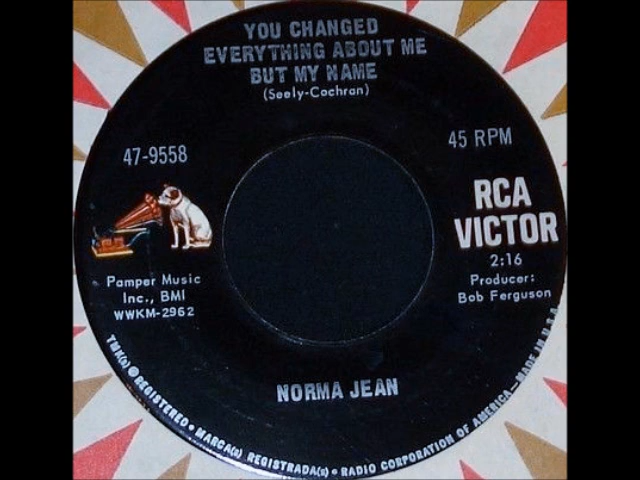 YOU CHANGED
EVERYTHING ABOUT ME
BUT MY NAME
(Seely-Cochran)
47-9558
45 RPM
RCA
VICTOR
2:16
Producer:
Bob Ferguson
Pamper Music
Inc., BMI
WWKM-2962
NORMA JEAN
TMK(s) ® REGISTERED • MARCA(s) REGISTRADA(s) • RADIO CORPORATION OF AMERICA—MADE IN U.S.A.